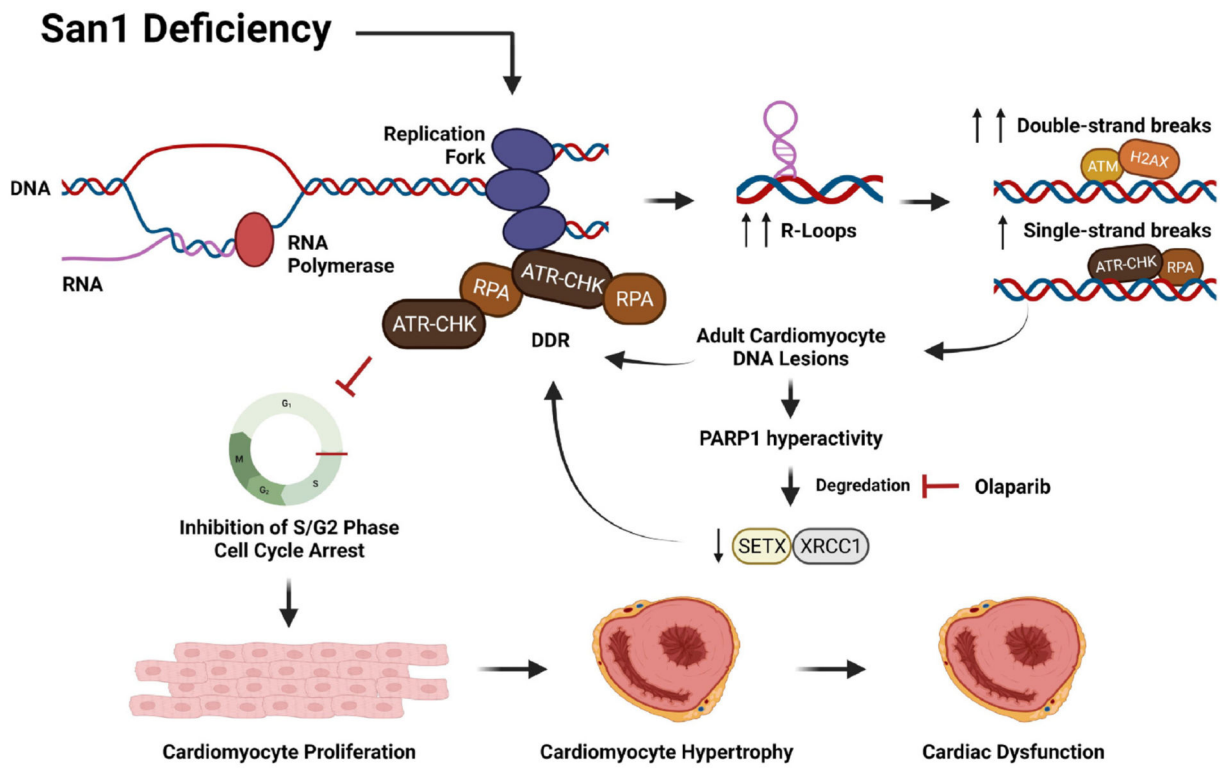 San1 Deficiency
Replication
Fork
DNA
RNA
Polymerase
RNA
R-Loops
Double-strand breaks
ATM
H2AX
Single-strand breaks
ATR-CHK
RPA
ATR-CHK
RPA
ATR-CHK
RPA
DDR
Adult Cardiomyocyte
DNA Lesions
PARP1 hyperactivity
Degredation
Olaparib
SETX
XRCC1
G₁
M
G₂
S
Inhibition of S/G2 Phase
Cell Cycle Arrest
Cardiomyocyte Proliferation
Cardiomyocyte Hypertrophy
Cardiac Dysfunction